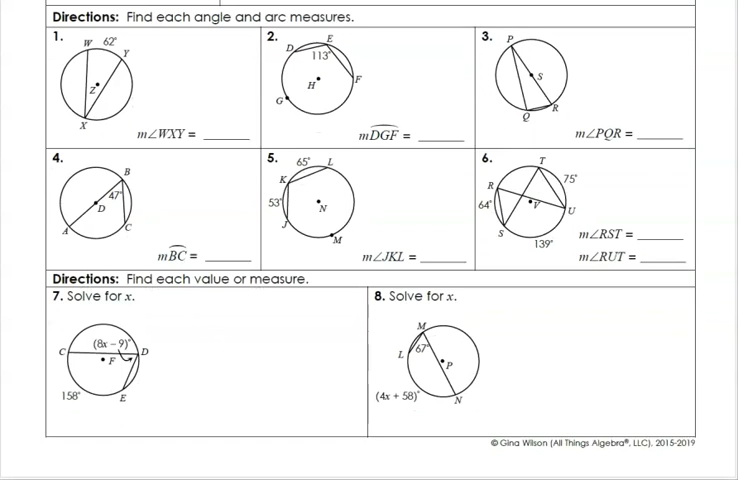 Directions: Find each angle and arc measures.
1.
W 62°
Y
Z
X
m∠WXY = ______
2.
E
D
113°
H
F
G
mDGF = ______
3.
P
S
R
Q
m∠PQR = ______
4.
B
47°
D
A
C
mBC = ______
5.
65° L
K
53°
N
J
M
m∠JKL = ______
6.
T
75°
R
64°
V
U
S
139°
m∠RST = ______
m∠RUT = ______
Directions: Find each value or measure.
7. Solve for x.
(8x – 9)°
C
D
F
158°
E
8. Solve for x.
M
67°
L
P
(4x + 58)°
N
© Gina Wilson (All Things Algebra®, LLC), 2015-2019